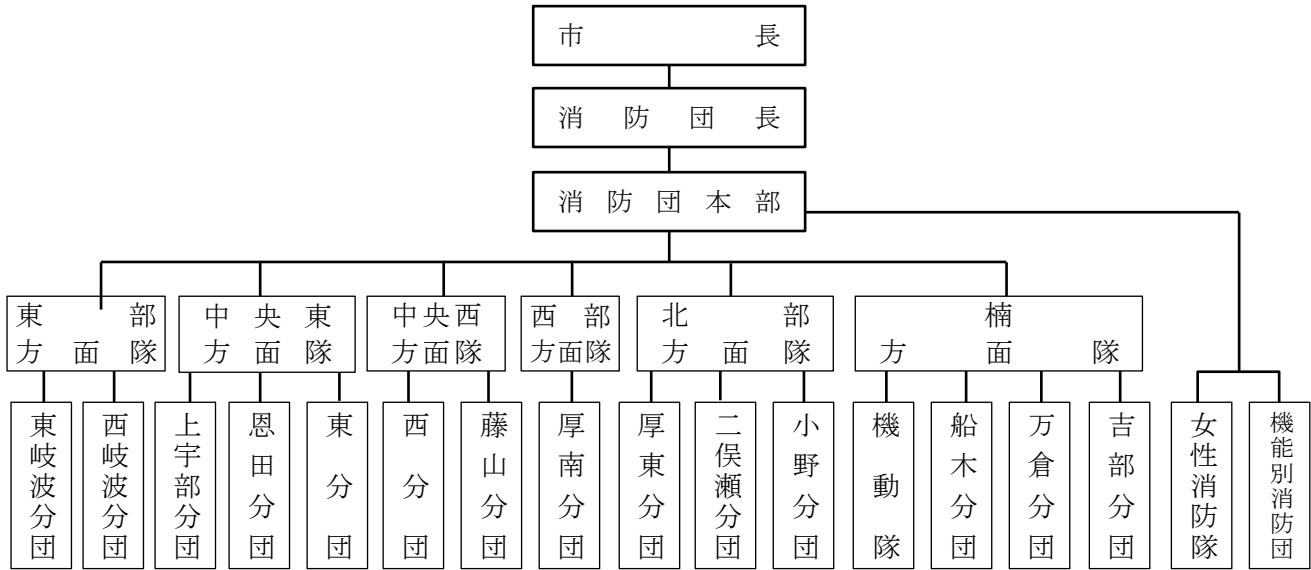 市長
消防団長
消防団本部
東部
方面隊
中央東
方面隊
中央西
方面隊
西部
方面隊
北部
方面隊
楠
方面隊
東岐波分団
西岐波分団
上宇部分団
恩田分団
東分団
西分団
藤山分団
厚南分団
厚東分団
二俣瀬分団
小野分団
機動隊
船木分団
万倉分団
吉部分団
女性消防隊
機能別消防団